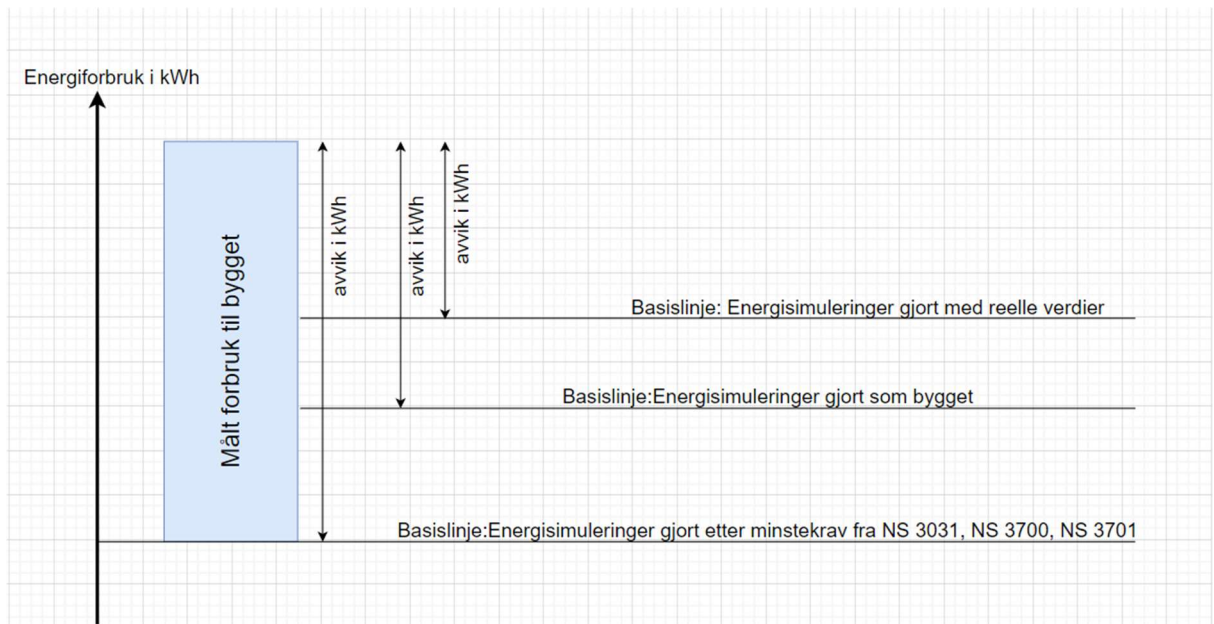 Energiforbruk i kWh
Målt forbruk til bygget
avvik i kWh
avvik i kWh
avvik i kWh
Basislinje: Energisimuleringer gjort med reelle verdier
Basislinje:Energisimuleringer gjort som bygget
Basislinje:Energisimuleringer gjort etter minstekrav fra NS 3031, NS 3700, NS 3701